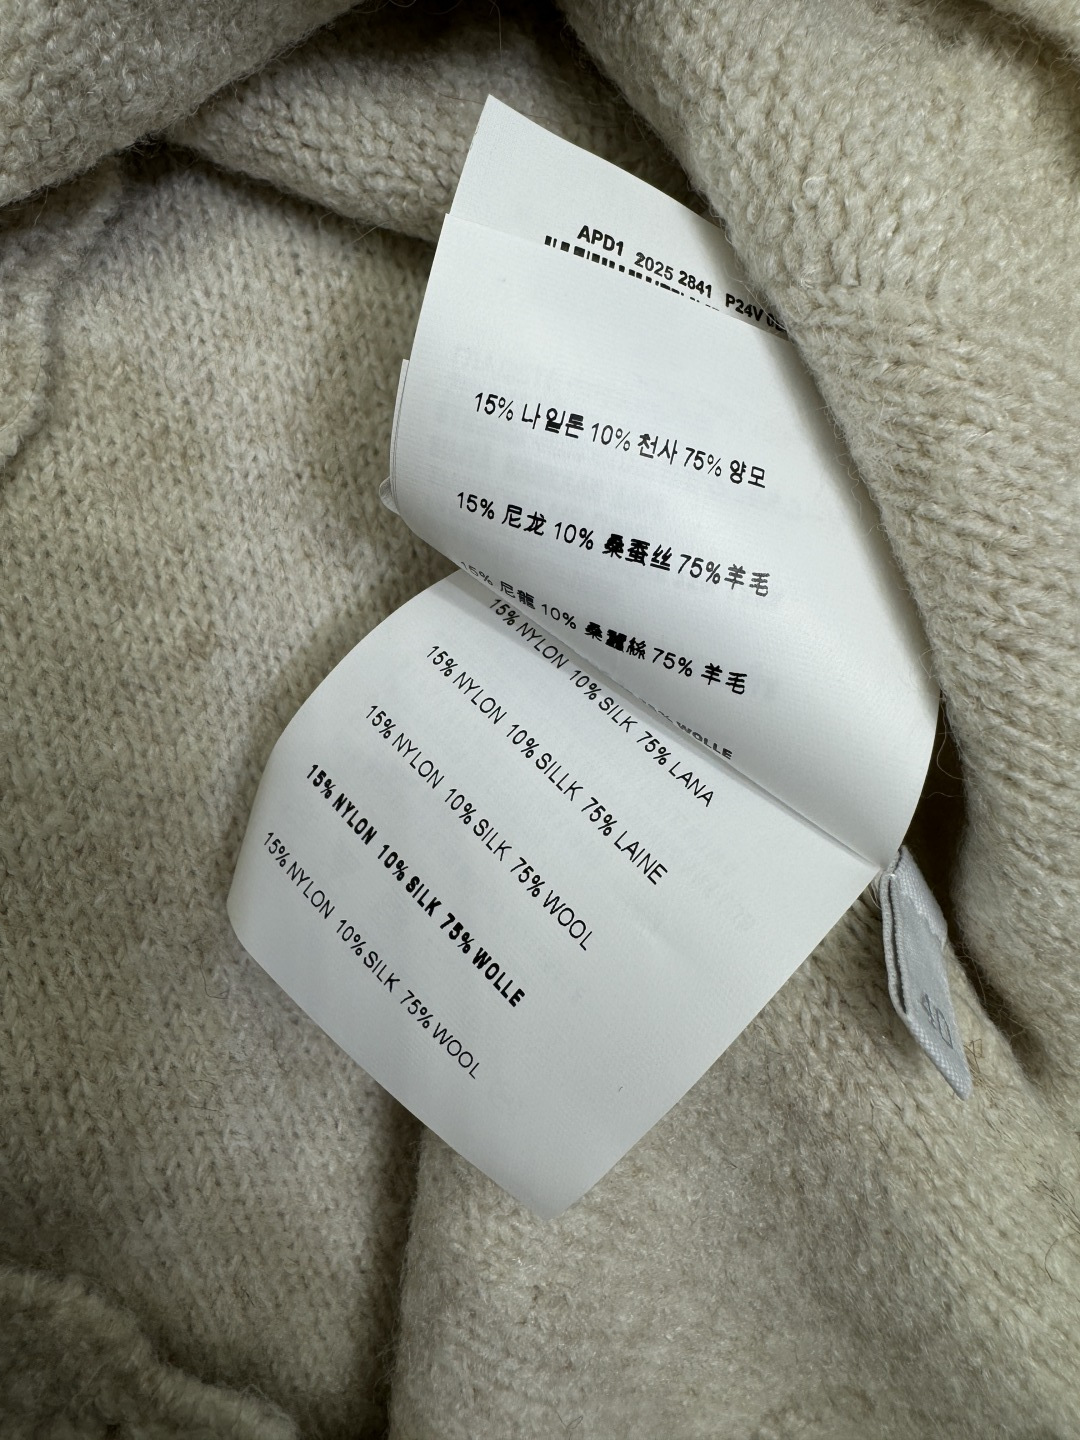 APD1 2025 2841 P24V
15% 나일론 10% 천사 75% 양모
15% 尼龙 10% 桑蚕丝 75%羊毛
15% 尼龍 10% 桑蠶絲 75% 羊毛
WOLLE
15% NYLON 10% SILK 75% LANA
15% NYLON 10% SILLK 75% LAINE
15% NYLON 10% SILK 75% WOOL
15% NYLON 10% SILK 75% WOLLE
15% NYLON 10% SILK 75% WOOL